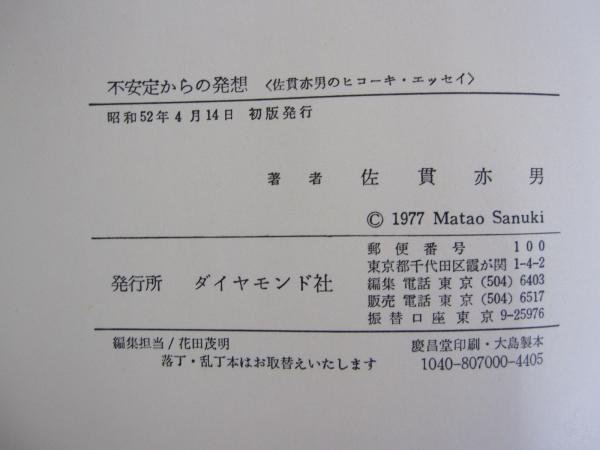 不安定からの発想 〈佐貫亦男のヒコーキ・エッセイ〉
昭和52年4月14日 初版発行
著者 佐貫亦男
© 1977 Matao Sanuki
発行所 ダイヤモンド社
郵便番号 100
東京都千代田区霞が関 1-4-2
編集 電話 東京 (504) 6403
販売 電話 東京 (504) 6517
振替口座 東京 9-25976
編集担当/花田茂明
落丁・乱丁本はお取替えいたします
慶昌堂印刷・大島製本
1040-807000-4405